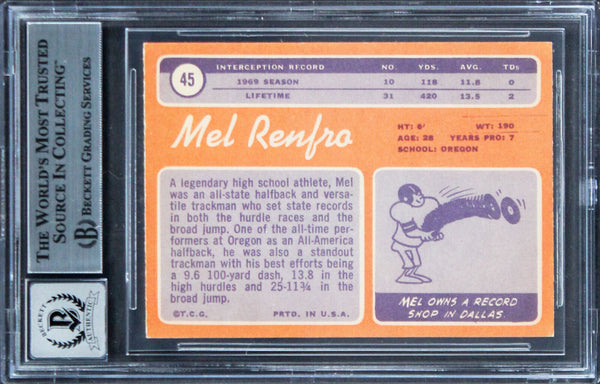 THE WORLD'S MOST TRUSTED
SOURCE IN COLLECTING™
BECKETT GRADING SERVICES
BECKETT
AUTHENTIC
45
INTERCEPTION RECORD NO. YDS. AVG. TDs
1969 SEASON 10 118 11.8 0
LIFETIME 31 420 13.5 2
Mel Renfro
HT: 6' WT: 190
AGE: 28 YEARS PRO: 7
SCHOOL: OREGON
A legendary high school athlete, Mel
was an all-state halfback and versa-
tile trackman who set state records
in both the hurdle races and the
broad jump. One of the all-time per-
formers at Oregon as an All-America
halfback, he was also a standout
trackman with his best efforts being
a 9.6 100-yard dash, 13.8 in the
high hurdles and 25-11¾ in the
broad jump.
©T.C.G. PRTD. IN U.S.A.
MEL OWNS A RECORD
SHOP IN DALLAS.